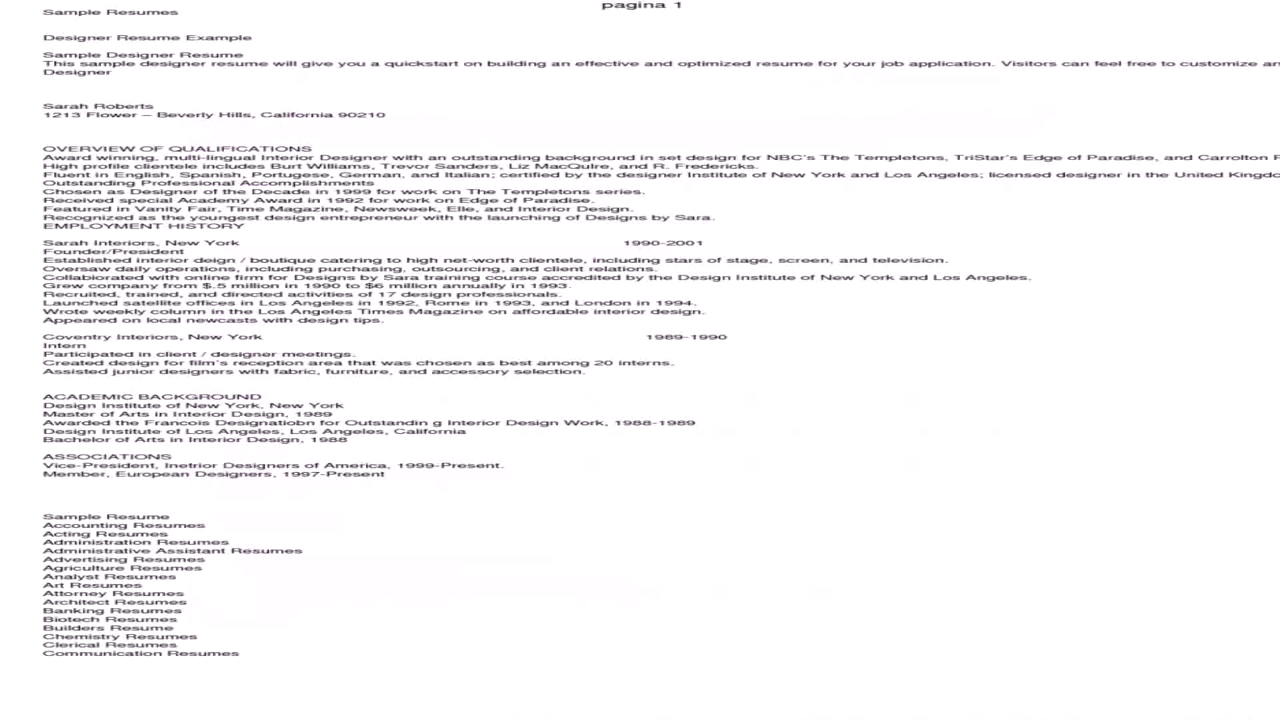 pagina 1
Sample Resumes
Designer Resume Example
Sample Designer Resume
This sample designer resume will give you a quickstart on building an effective and optimized resume for your job application. Visitors can feel free to customize an
Designer
Sarah Roberts
1213 Flower – Beverly Hills, California 90210
OVERVIEW OF QUALIFICATIONS
Award winning, multi-lingual Interior Designer with an outstanding background in set design for NBC's The Templetons, TriStar's Edge of Paradise, and Carrolton F
High profile clientele includes Burt Williams, Trevor Sanders, Liz MacQuire, and R. Fredericks.
Fluent in English, Spanish, Portugese, German, and Italian; certified by the designer Institute of New York and Los Angeles; licensed designer in the United Kingdo
Outstanding Professional Accomplishments
Chosen as Designer of the Decade in 1999 for work on The Templetons series.
Received special Academy Award in 1992 for work on Edge of Paradise.
Featured in Vanity Fair, Time Magazine, Newsweek, Elle, and Interior Design.
Recognized as the youngest design entrepreneur with the launching of Designs by Sara.
EMPLOYMENT HISTORY
Sarah Interiors, New York 1990-2001
Founder/President
Established interior deign / boutique catering to high net-worth clientele, including stars of stage, screen, and television.
Oversaw daily operations, including purchasing, outsourcing, and client relations.
Collabiorated with online firm for Designs by Sara training course accredited by the Design Institute of New York and Los Angeles.
Grew company from $.5 million in 1990 to $6 million annually in 1993.
Recruited, trained, and directed activities of 17 design professionals.
Launched satellite offices in Los Angeles in 1992, Rome in 1993, and London in 1994.
Wrote weekly column in the Los Angeles Times Magazine on affordable interior design.
Appeared on local newcasts with design tips.
Coventry Interiors, New York 1989-1990
Intern
Participated in client / designer meetings.
Created design for film's reception area that was chosen as best among 20 interns.
Assisted junior designers with fabric, furniture, and accessory selection.
ACADEMIC BACKGROUND
Design Institute of New York, New York
Master of Arts in Interior Design, 1989
Awarded the Francois Designatiobn for Outstandin g Interior Design Work, 1988-1989
Design Institute of Los Angeles, Los Angeles, California
Bachelor of Arts in Interior Design, 1988
ASSOCIATIONS
Vice-President, Inetrior Designers of America, 1999-Present.
Member, European Designers, 1997-Present
Sample Resume
Accounting Resumes
Acting Resumes
Administration Resumes
Administrative Assistant Resumes
Advertising Resumes
Agriculture Resumes
Analyst Resumes
Art Resumes
Attorney Resumes
Architect Resumes
Banking Resumes
Biotech Resumes
Builders Resume
Chemistry Resumes
Clerical Resumes
Communication Resumes